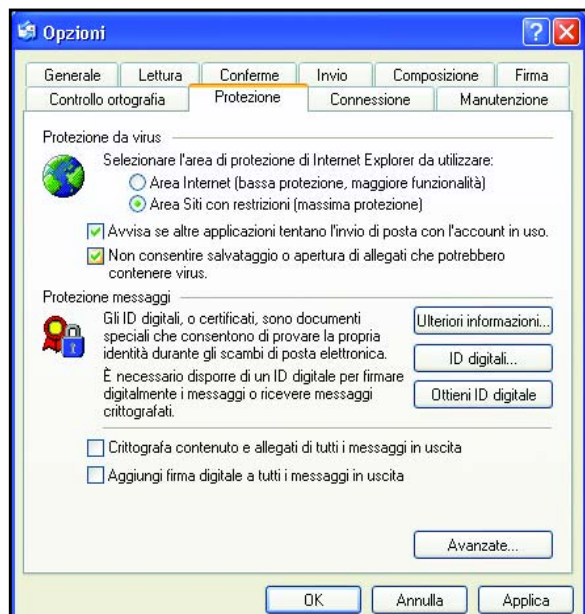 Opzioni
Generale Lettura Conferme Invio Composizione Firma
Controllo ortografia Protezione Connessione Manutenzione
Protezione da virus
Selezionare l'area di protezione di Internet Explorer da utilizzare:
Area Internet (bassa protezione, maggiore funzionalità)
Area Siti con restrizioni (massima protezione)
Avvisa se altre applicazioni tentano l'invio di posta con l'account in uso.
Non consentire salvataggio o apertura di allegati che potrebbero
contenere virus.
Protezione messaggi
Gli ID digitali, o certificati, sono documenti
speciali che consentono di provare la propria
identità durante gli scambi di posta elettronica.
È necessario disporre di un ID digitale per firmare
digitalmente i messaggi o ricevere messaggi
crittografati.
Ulteriori informazioni...
ID digitali...
Ottieni ID digitale
Crittografa contenuto e allegati di tutti i messaggi in uscita
Aggiungi firma digitale a tutti i messaggi in uscita
Avanzate...
OK Annulla Applica